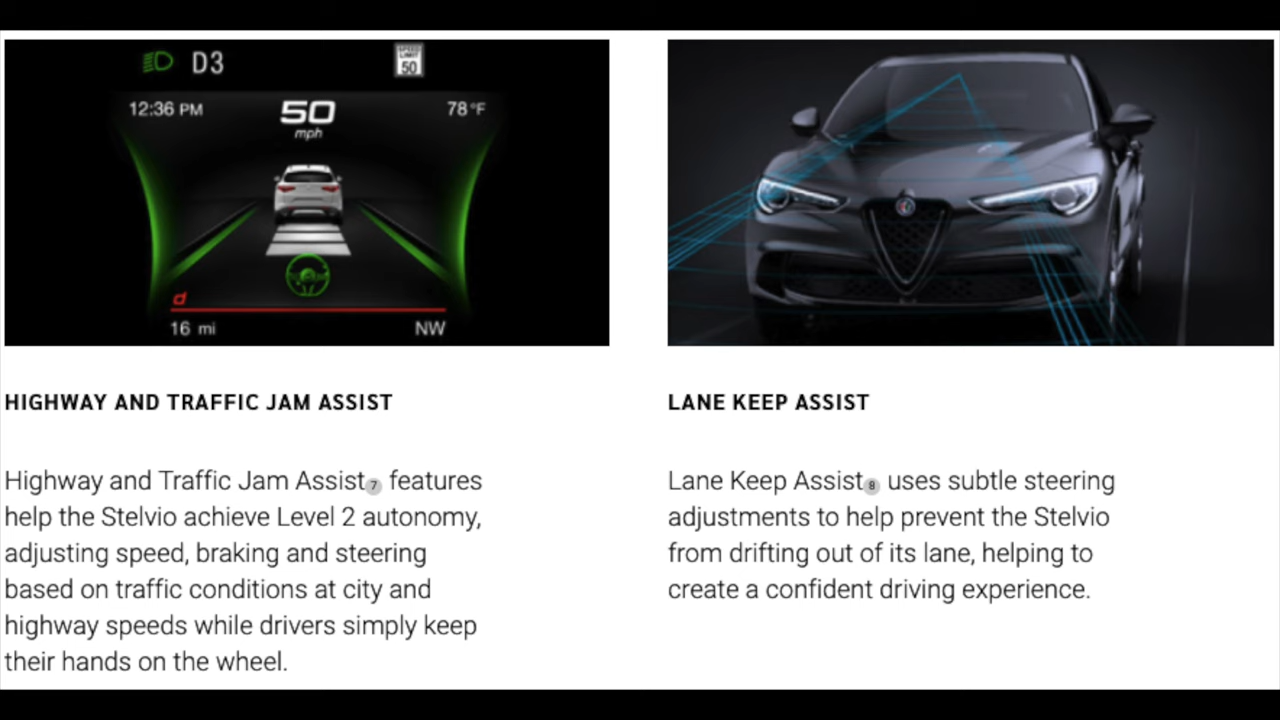 D3
SPEED
LIMIT
50
12:36 PM
50
mph
78 °F
d
16 mi
NW
HIGHWAY AND TRAFFIC JAM ASSIST
Highway and Traffic Jam Assist 7 features
help the Stelvio achieve Level 2 autonomy,
adjusting speed, braking and steering
based on traffic conditions at city and
highway speeds while drivers simply keep
their hands on the wheel.
LANE KEEP ASSIST
Lane Keep Assist 8 uses subtle steering
adjustments to help prevent the Stelvio
from drifting out of its lane, helping to
create a confident driving experience.